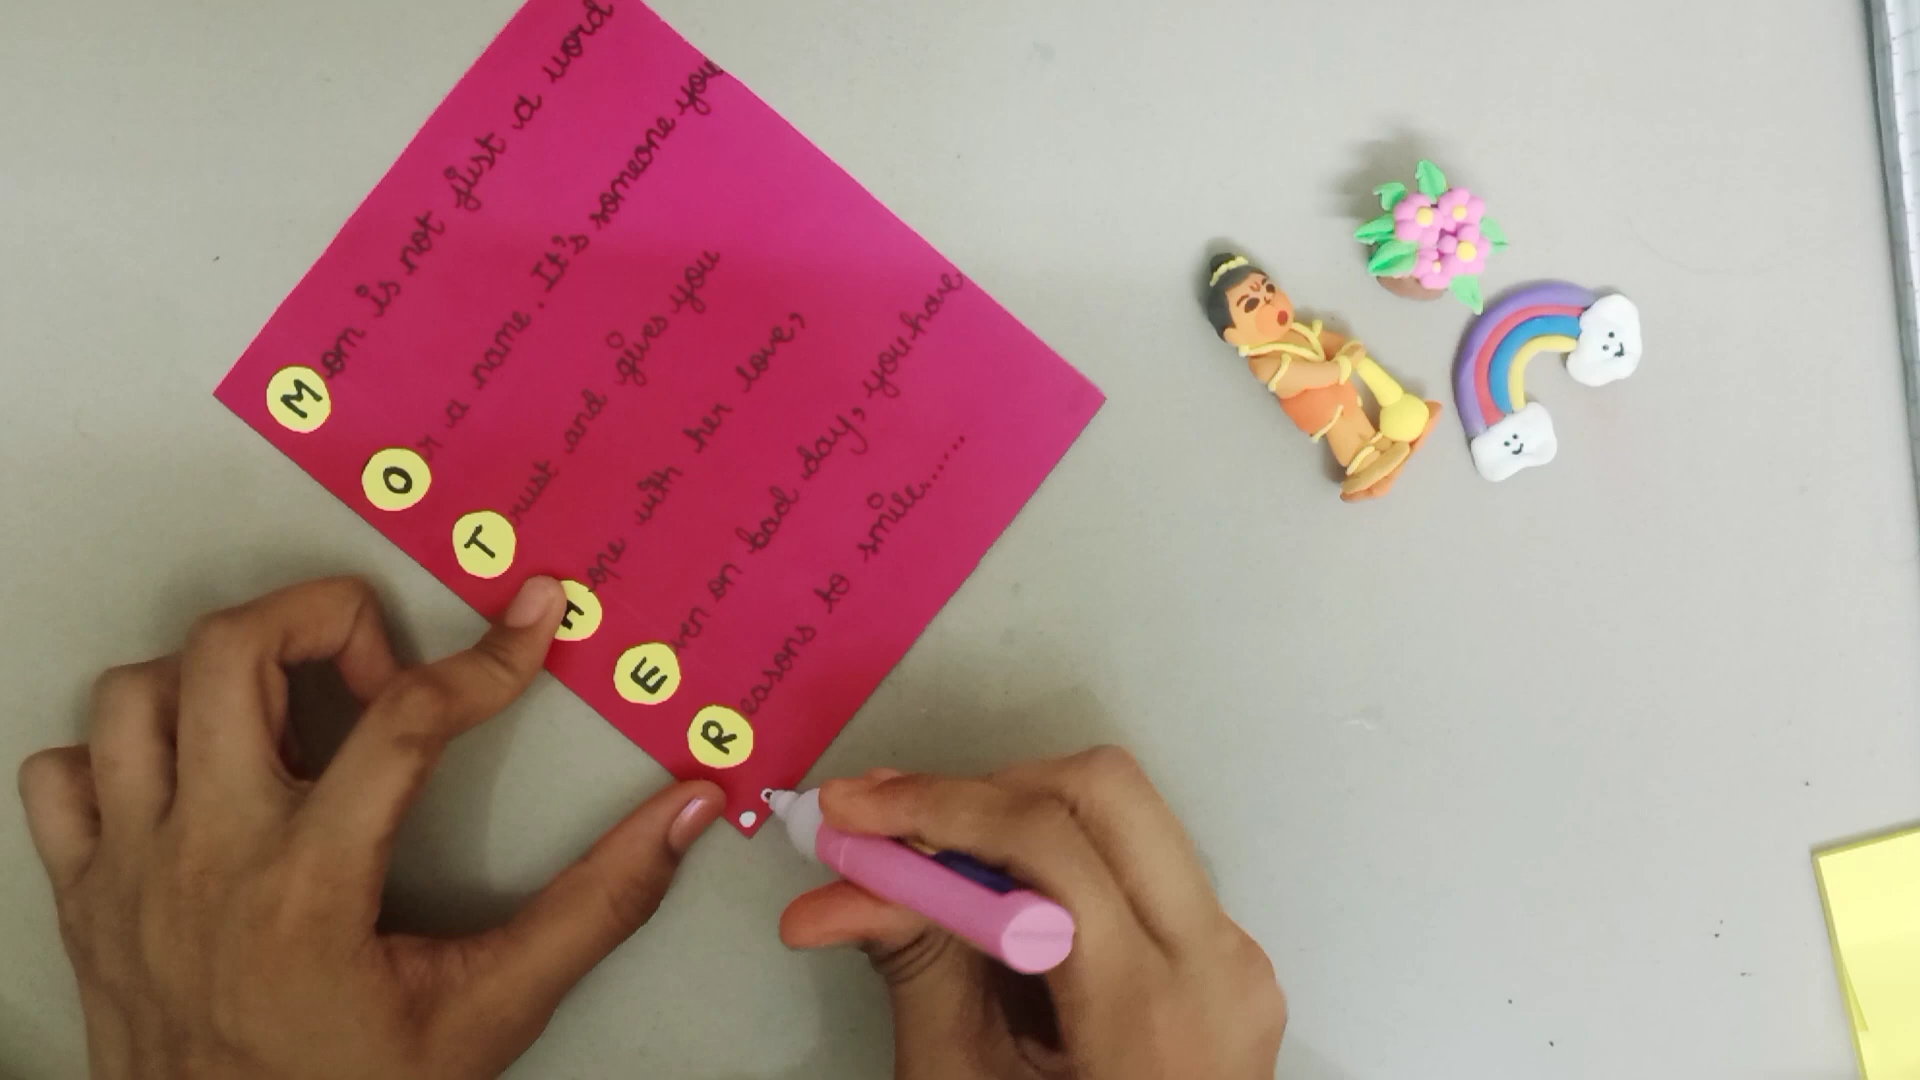 Mom is not just a word
Or a name. It's someone you
Trust and gives you
Hope with her love,
Even on bad day, you have
Reasons to smile......